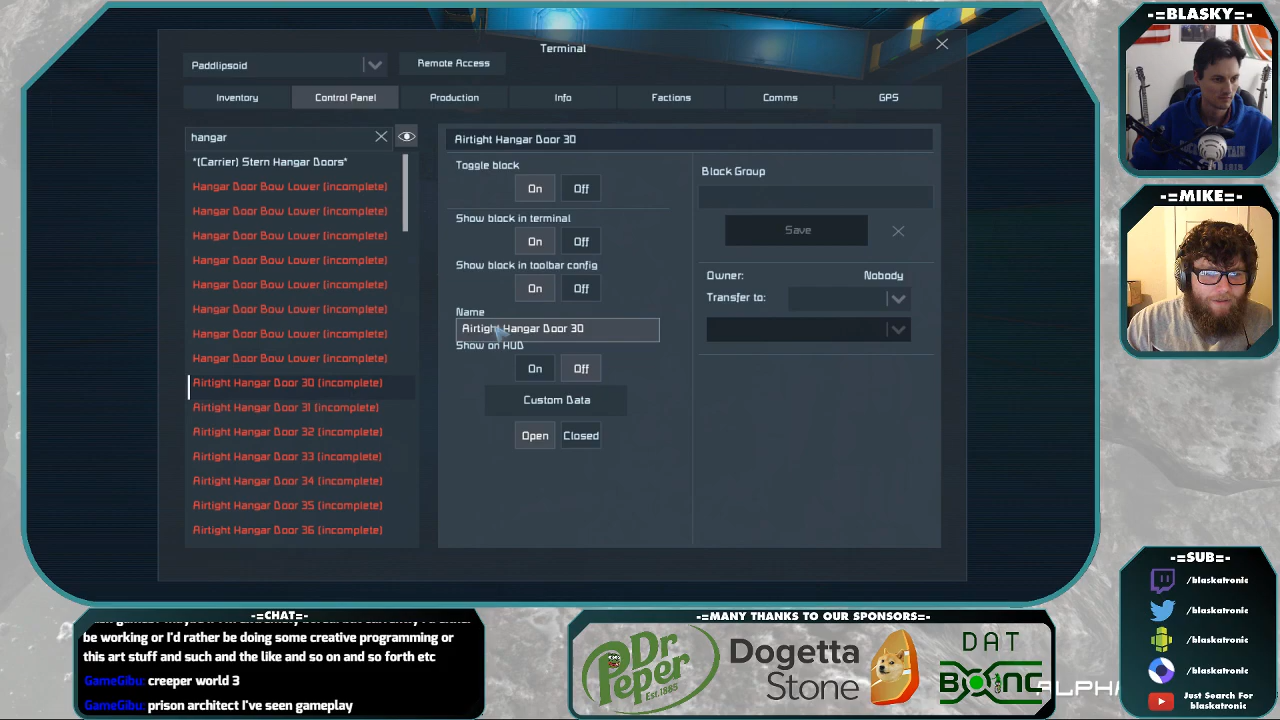 Terminal
Paddlipsoid
Remote Access
Inventory
Control Panel
Production
Info
Factions
Comms
GPS
hangar
*(Carrier) Stern Hangar Doors*
Hangar Door Bow Lower (incomplete)
Hangar Door Bow Lower (incomplete)
Hangar Door Bow Lower (incomplete)
Hangar Door Bow Lower (incomplete)
Hangar Door Bow Lower (incomplete)
Hangar Door Bow Lower (incomplete)
Hangar Door Bow Lower (incomplete)
Hangar Door Bow Lower (incomplete)
Airtight Hangar Door 30 (incomplete)
Airtight Hangar Door 31 (incomplete)
Airtight Hangar Door 32 (incomplete)
Airtight Hangar Door 33 (incomplete)
Airtight Hangar Door 34 (incomplete)
Airtight Hangar Door 35 (incomplete)
Airtight Hangar Door 36 (incomplete)
Airtight Hangar Door 30
Toggle block
On Off
Show block in terminal
On Off
Show block in toolbar config
On Off
Name
Airtight Hangar Door 30
Show on HUD
On Off
Custom Data
Open Closed
Block Group
Save
Owner: Nobody
Transfer to:
-=BLASKY=-
-=MIKE=-
-=SUB=-
/blaskatronic
/blaskatronic
/blaskatronic
/blaskatronic
Just Search For
blaskatronic
-=CHAT=-
be working or I'd rather be doing some creative programming or
this art stuff and such and the like and so on and so forth etc
GameGibu: creeper world 3
GameGibu: prison architect I've seen gameplay
-=MANY THANKS TO OUR SPONSORS=-
Dr
Peper
1885
Dogetta
Stone
DAT
BOINC
ALPHA